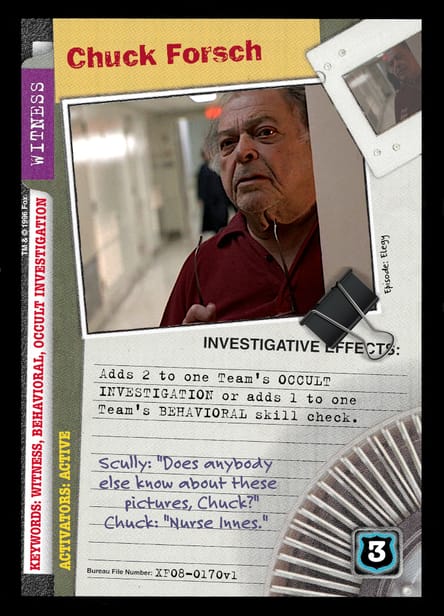 Chuck Forsch
WITNESS
TM & © 1996 Fox
KEYWORDS: WITNESS, BEHAVIORAL, OCCULT INVESTIGATION
ACTIVATORS: ACTIVE
Episode: Elegy
INVESTIGATIVE EFFECTS:
Adds 2 to one Team's OCCULT
INVESTIGATION or adds 1 to one
Team's BEHAVIORAL skill check.
Scully: "Does anybody
else know about these
pictures, Chuck?"
Chuck: "Nurse Innes."
3
Bureau File Number: XF08-0170v1